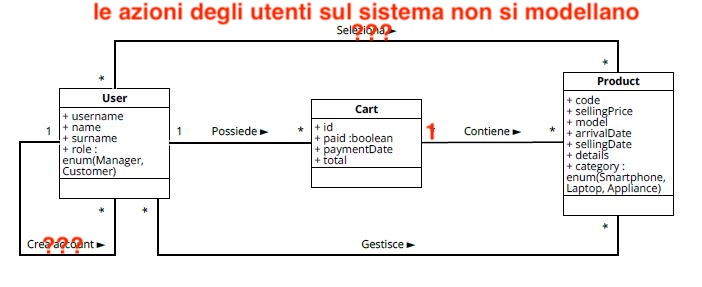 le azioni degli utenti sul sistema non si modellano
Seleziona ►
???
*
*
User
+ username
+ name
+ surname
+ role :
enum(Manager,
Customer)
1
1
Possiede ►
*
Cart
+ id
+ paid :boolean
+ paymentDate
+ total
1
Contiene ►
*
Product
+ code
+ sellingPrice
+ model
+ arrivalDate
+ sellingDate
+ details
+ category :
enum(Smartphone,
Laptop, Appliance)
*
*
*
Crea account ►
???
Gestisce ►